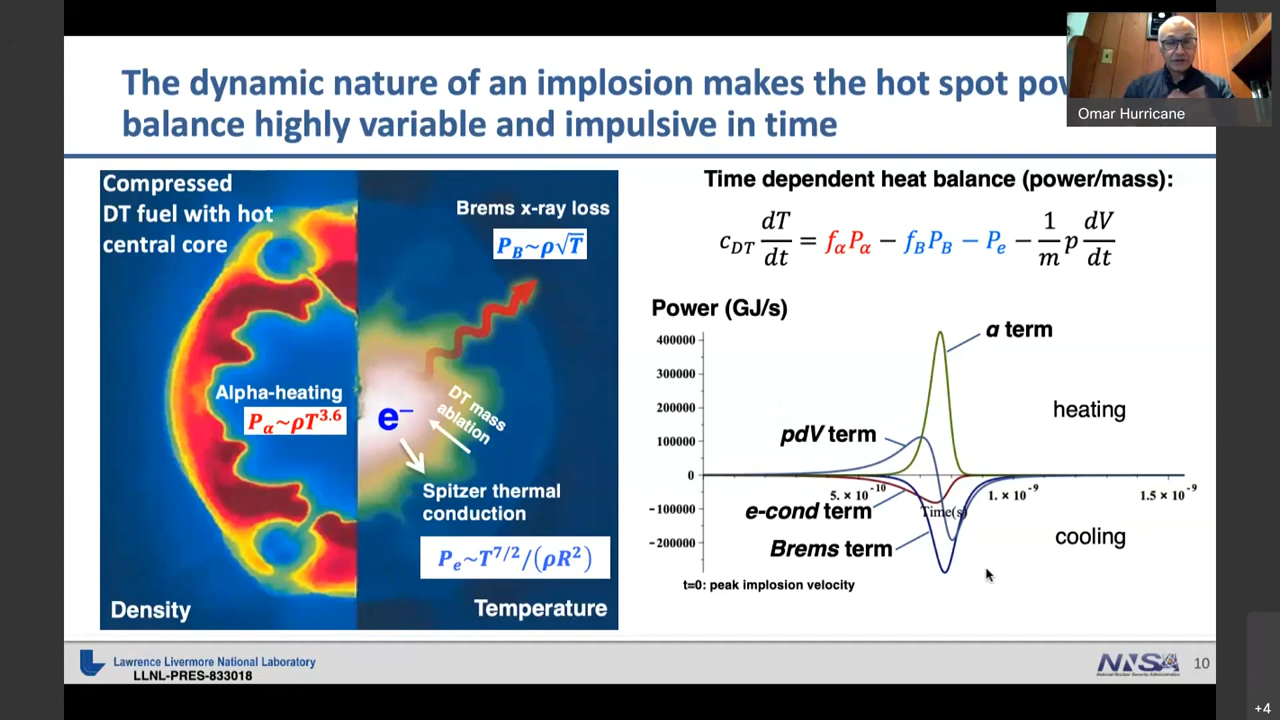 The dynamic nature of an implosion makes the hot spot
balance highly variable and impulsive in time
Omar Hurricane
Compressed
DT fuel with hot
central core
Brems x-ray loss
P_B~ρ√T
Alpha-heating
P_α~ρT^3.6
e⁻
DT mass
ablation
Spitzer thermal
conduction
P_e~T^7/2/(ρR²)
Density
Temperature
Time dependent heat balance (power/mass):
c_DT dT/dt = f_α P_α − f_B P_B − P_e − 1/m p dV/dt
Power (GJ/s)
400000
300000
200000
100000
0
-100000
-200000
a term
heating
pdV term
5. × 10^-10
1. × 10^-9
1.5 × 10^-9
Time(s)
e-cond term
Brems term
cooling
t=0: peak implosion velocity
Lawrence Livermore National Laboratory
LLNL-PRES-833018
NNSA
10
+4